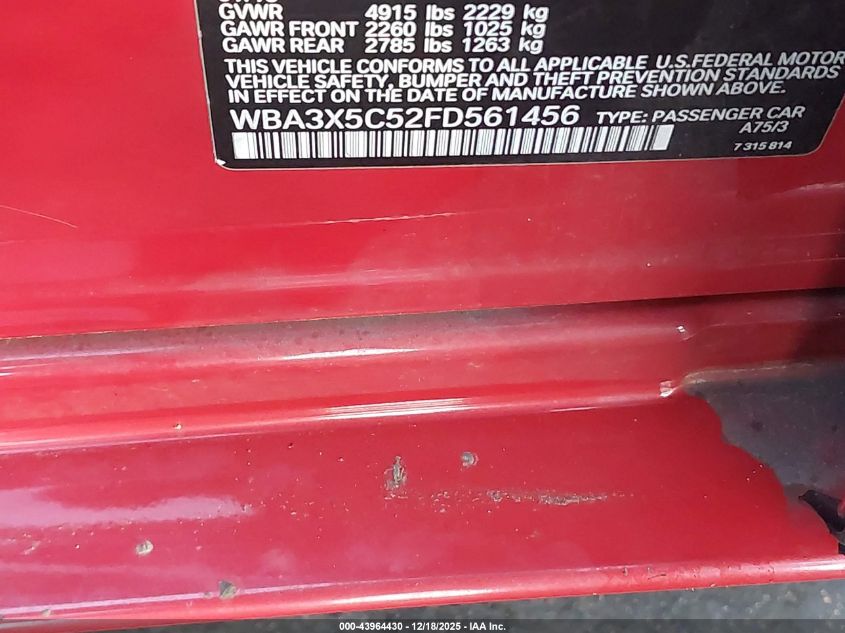 GVWR 4915 lbs 2229 kg
GAWR FRONT 2260 lbs 1025 kg
GAWR REAR 2785 lbs 1263 kg
THIS VEHICLE CONFORMS TO ALL APPLICABLE U.S.FEDERAL MOTOR
VEHICLE SAFETY, BUMPER AND THEFT PREVENTION STANDARDS
IN EFFECT ON THE DATE OF MANUFACTURE SHOWN ABOVE.
WBA3X5C52FD561456 TYPE: PASSENGER CAR
A75/3
7 315 814
000-43964430 - 12/18/2025 - IAA Inc.